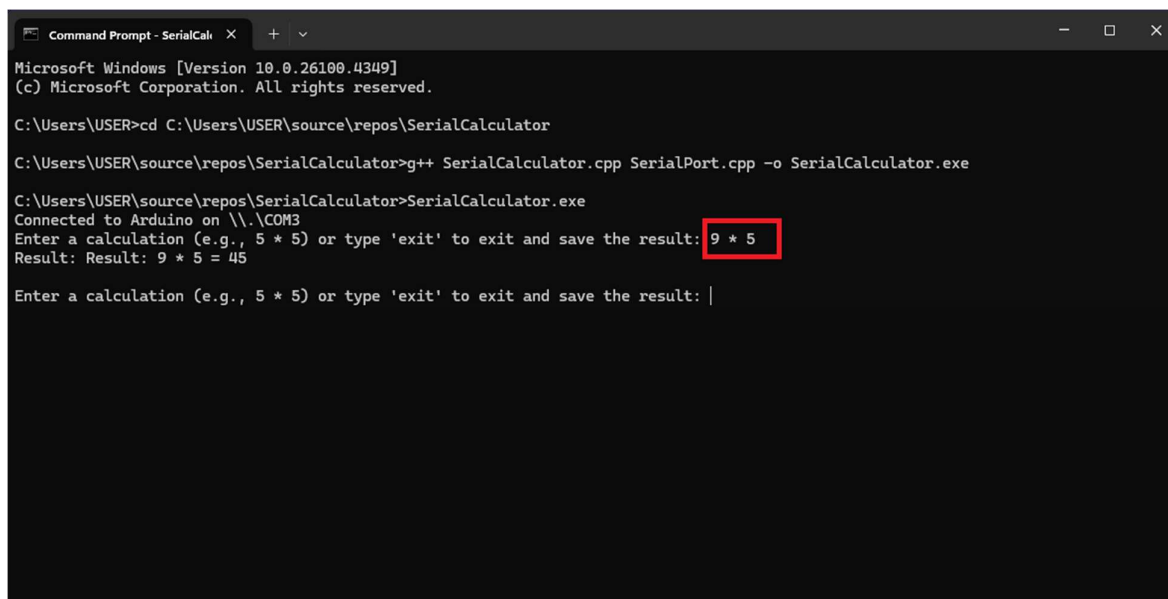 Command Prompt - SerialCal
Microsoft Windows [Version 10.0.26100.4349]
(c) Microsoft Corporation. All rights reserved.
C:\Users\USER>cd C:\Users\USER\source\repos\SerialCalculator
C:\Users\USER\source\repos\SerialCalculator>g++ SerialCalculator.cpp SerialPort.cpp -o SerialCalculator.exe
C:\Users\USER\source\repos\SerialCalculator>SerialCalculator.exe
Connected to Arduino on \\.\COM3
Enter a calculation (e.g., 5 * 5) or type 'exit' to exit and save the result: 9 * 5
Result: Result: 9 * 5 = 45
Enter a calculation (e.g., 5 * 5) or type 'exit' to exit and save the result: